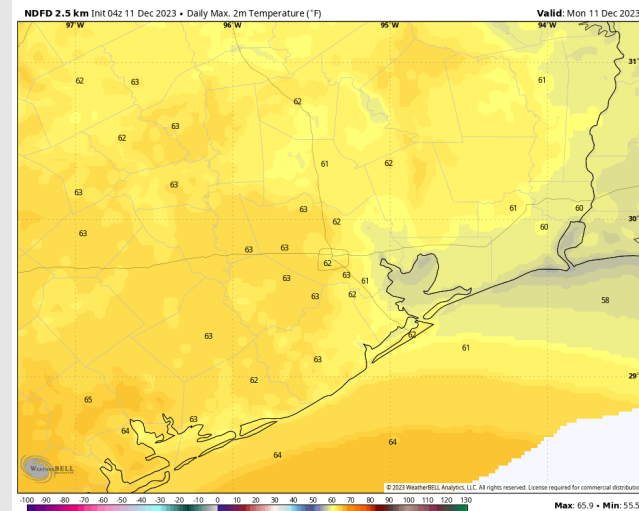 NDFD 2.5 km Init 04z 11 Dec 2023 • Daily Max. 2m Temperature (°F)
Valid: Mon 11 Dec 2023
97°W 96°W 95°W 94°W
31°
62 63 61
62
63
62
61 62
63 63
63 61 60
62 60
63
63 63
62
63 63 61
63 62 58
30°
63 62
61
63
62
29°
65
63
64
64
64
WEATHERBELL
© 2023 WeatherBELL Analytics, LLC. All rights reserved. License required for commercial distributio
-100 -90 -80 -70 -60 -50 -40 -30 -20 -10 0 10 20 30 40 50 60 70 80 90 100 110 120 130
Max: 65.9 • Min: 55.5